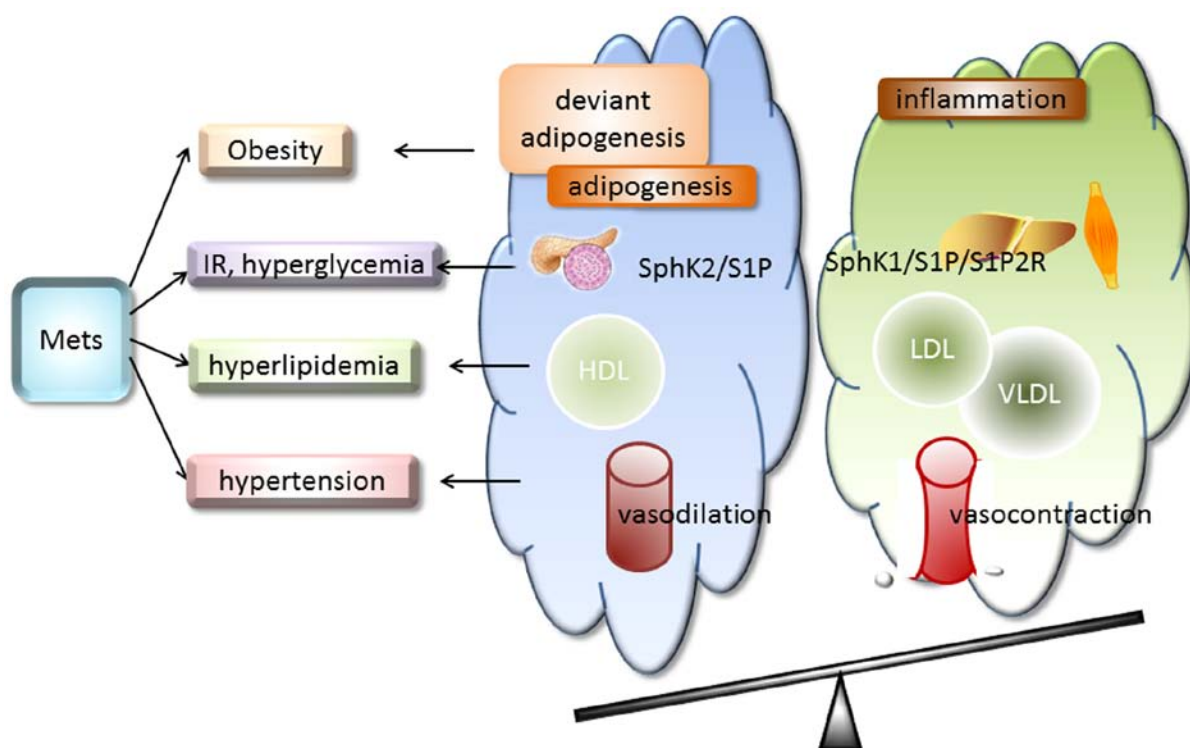 Mets
Obesity
IR, hyperglycemia
hyperlipidemia
hypertension
deviant
adipogenesis
adipogenesis
SphK2/S1P
HDL
vasodilation
inflammation
SphK1/S1P/S1P2R
LDL
VLDL
vasocontraction